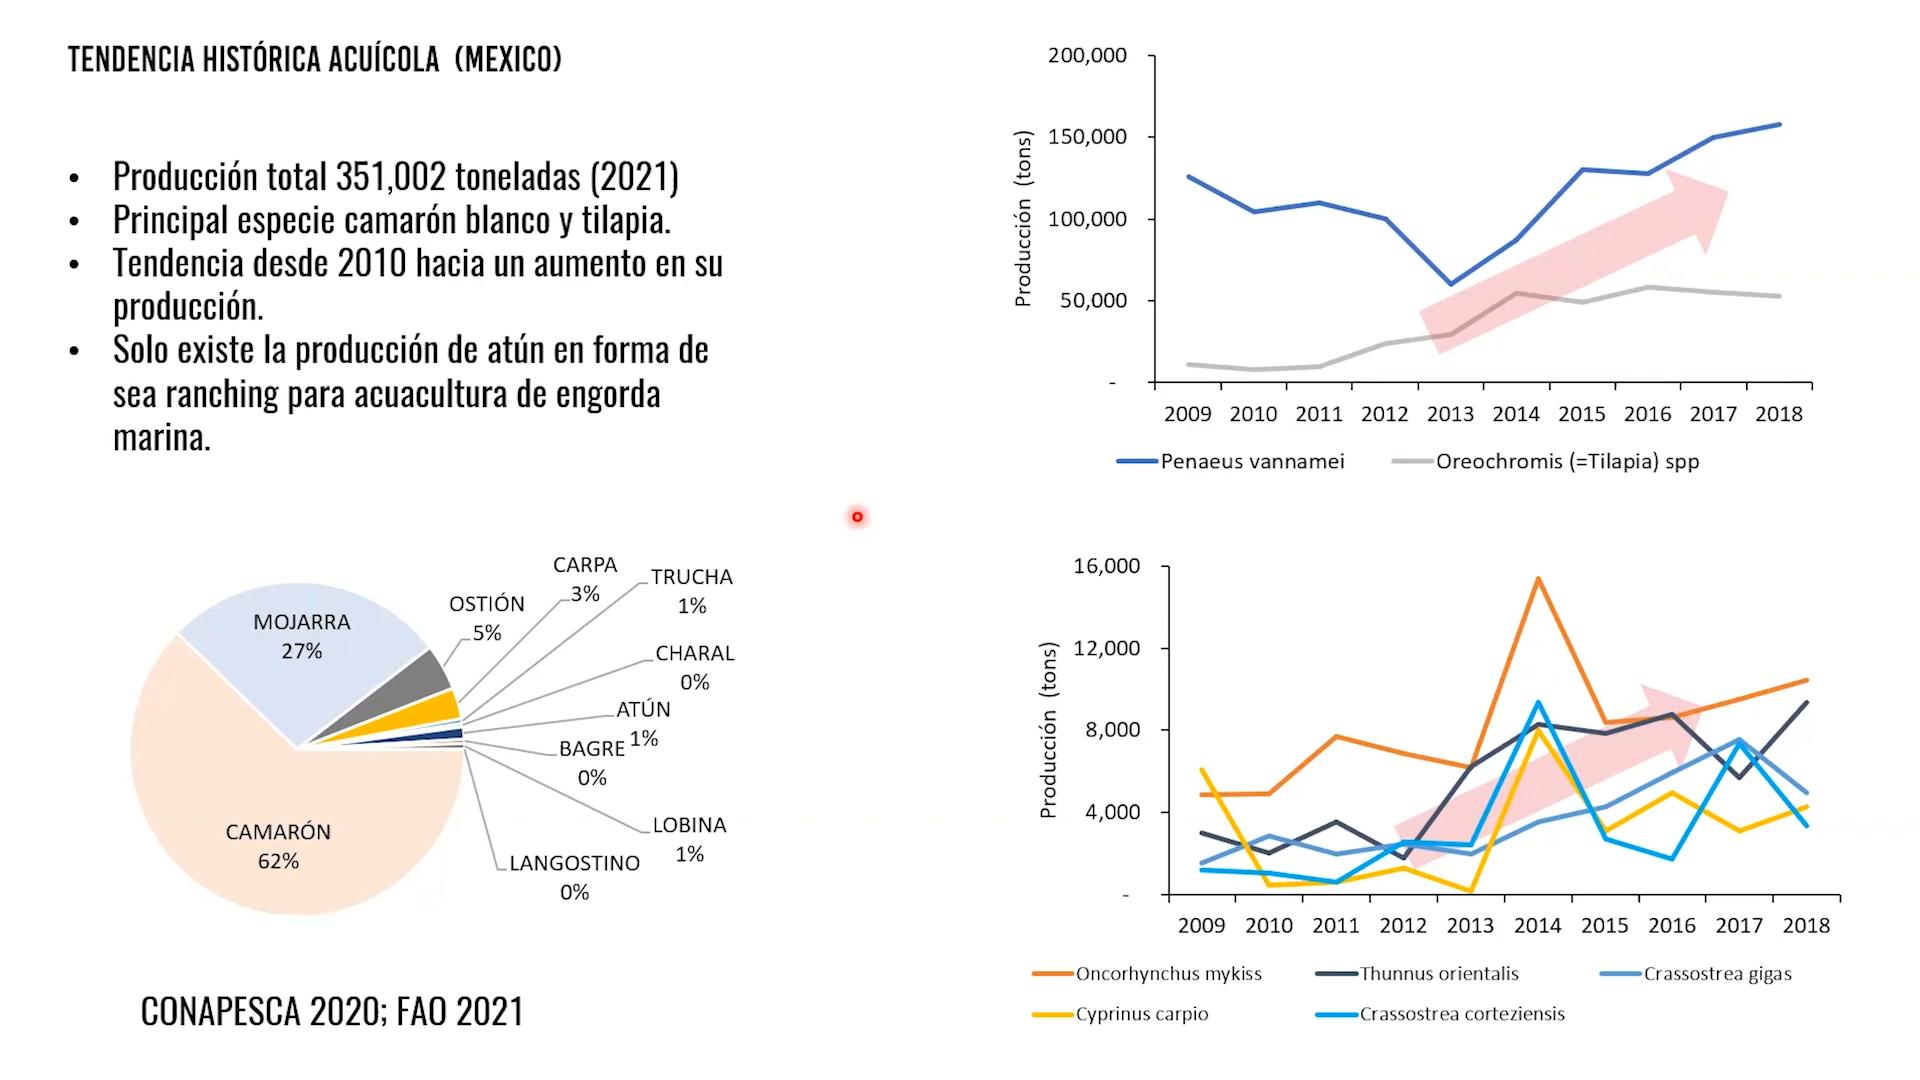 TENDENCIA HISTÓRICA ACUÍCOLA (MEXICO)
• Producción total 351,002 toneladas (2021)
• Principal especie camarón blanco y tilapia.
• Tendencia desde 2010 hacia un aumento en su
producción.
• Solo existe la producción de atún en forma de
sea ranching para acuacultura de engorda
marina.
MOJARRA
27%
OSTIÓN
5%
CARPA
3%
TRUCHA
1%
CHARAL
0%
ATÚN
1%
BAGRE
0%
LOBINA
1%
LANGOSTINO
0%
CAMARÓN
62%
CONAPESCA 2020; FAO 2021
Producción (tons)
200,000
150,000
100,000
50,000
-
2009 2010 2011 2012 2013 2014 2015 2016 2017 2018
Penaeus vannamei Oreochromis (=Tilapia) spp
Producción (tons)
16,000
12,000
8,000
4,000
-
2009 2010 2011 2012 2013 2014 2015 2016 2017 2018
Oncorhynchus mykiss Thunnus orientalis Crassostrea gigas
Cyprinus carpio Crassostrea corteziensis